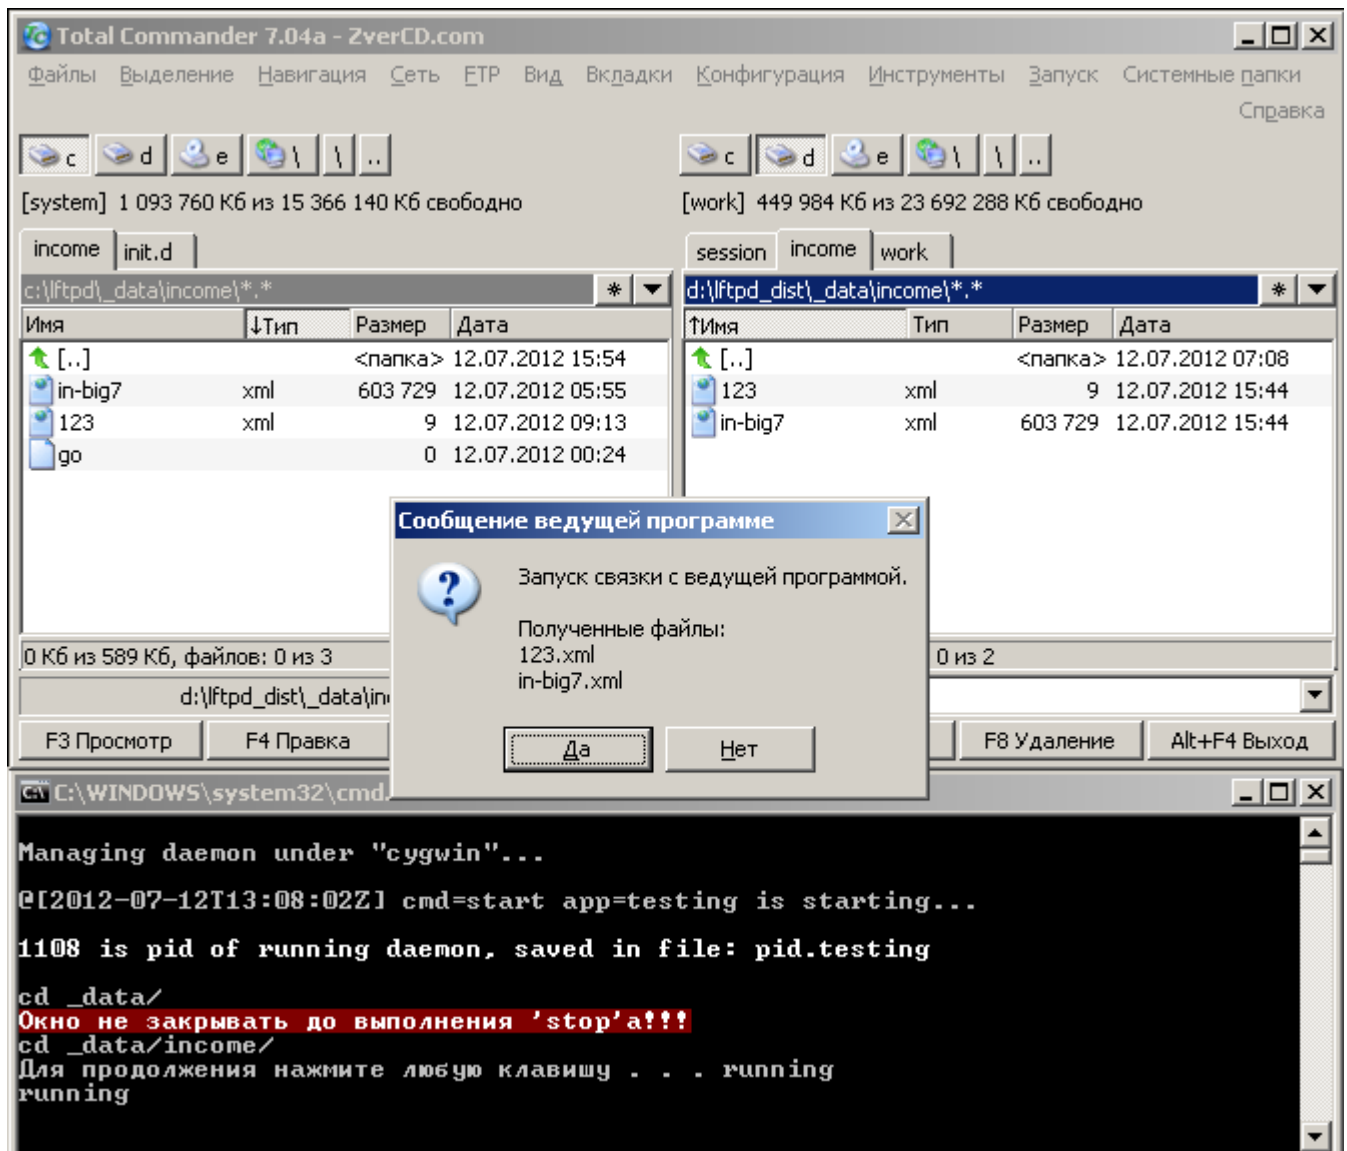 Total Commander 7.04a - ZverCD.com
Файлы Выделение Навигация Сеть FTP Вид Вкладки Конфигурация Инструменты Запуск Системные папки
Справка
c d e \ \ ..
c d e \ \ ..
[system] 1 093 760 Кб из 15 366 140 Кб свободно
[work] 449 984 Кб из 23 692 288 Кб свободно
income init.d
session income work
c:\lftpd\_data\income\*.* * ▼
d:\lftpd_dist\_data\income\*.* * ▼
Имя ↓Тип Размер Дата
[..] <папка> 12.07.2012 15:54
in-big7 xml 603 729 12.07.2012 05:55
123 xml 9 12.07.2012 09:13
go 0 12.07.2012 00:24
↑Имя Тип Размер Дата
[..] <папка> 12.07.2012 07:08
123 xml 9 12.07.2012 15:44
in-big7 xml 603 729 12.07.2012 15:44
Сообщение ведущей программе
Запуск связки с ведущей программой.
Полученные файлы:
123.xml
in-big7.xml
Да Нет
0 Кб из 589 Кб, файлов: 0 из 3
0 из 2
d:\lftpd_dist\_data\in
F3 Просмотр F4 Правка F8 Удаление Alt+F4 Выход
C:\WINDOWS\system32\cmd.
Managing daemon under "cygwin"...
@[2012-07-12T13:08:02Z] cmd=start app=testing is starting...
1108 is pid of running daemon, saved in file: pid.testing
cd _data/
Окно не закрывать до выполнения 'stop'а!!!
cd _data/income/
Для продолжения нажмите любую клавишу . . . running
running